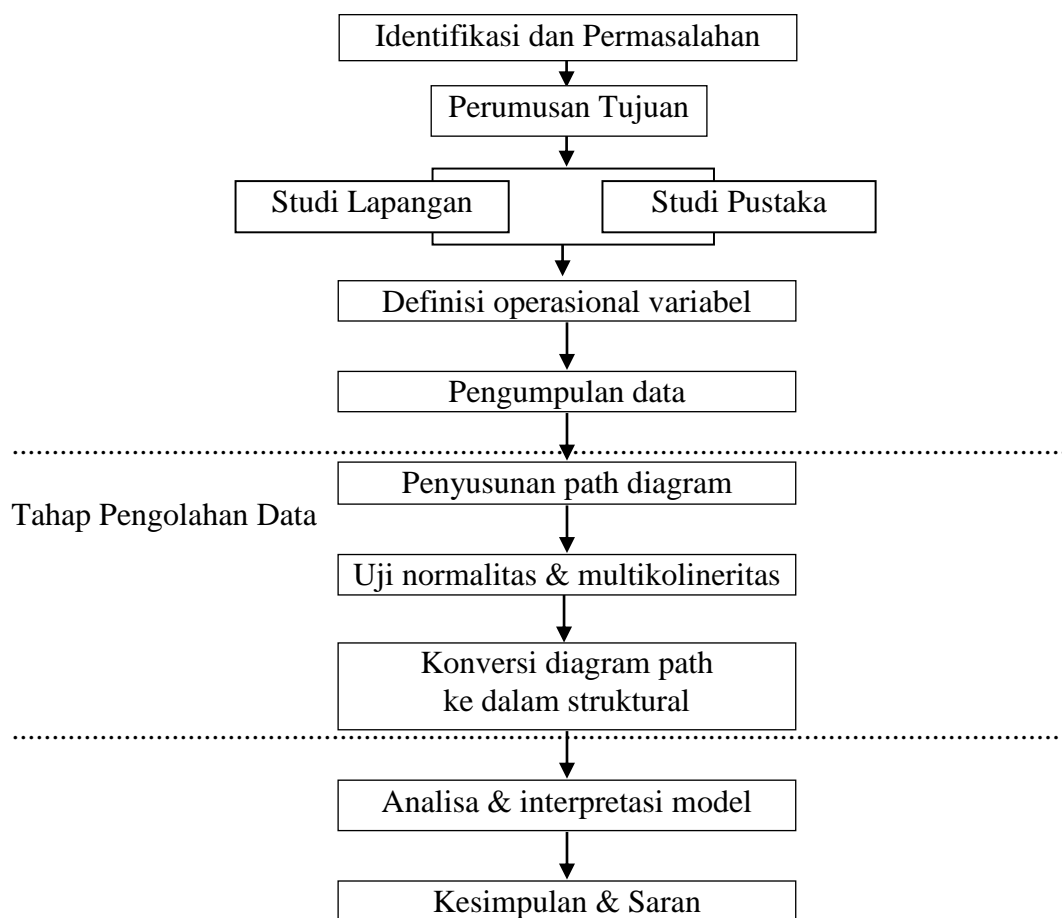 Identifikasi dan Permasalahan
Perumusan Tujuan
Studi Lapangan
Studi Pustaka
Definisi operasional variabel
Pengumpulan data
Penyusunan path diagram
Tahap Pengolahan Data
Uji normalitas & multikolineritas
Konversi diagram path
ke dalam struktural
Analisa & interpretasi model
Kesimpulan & Saran